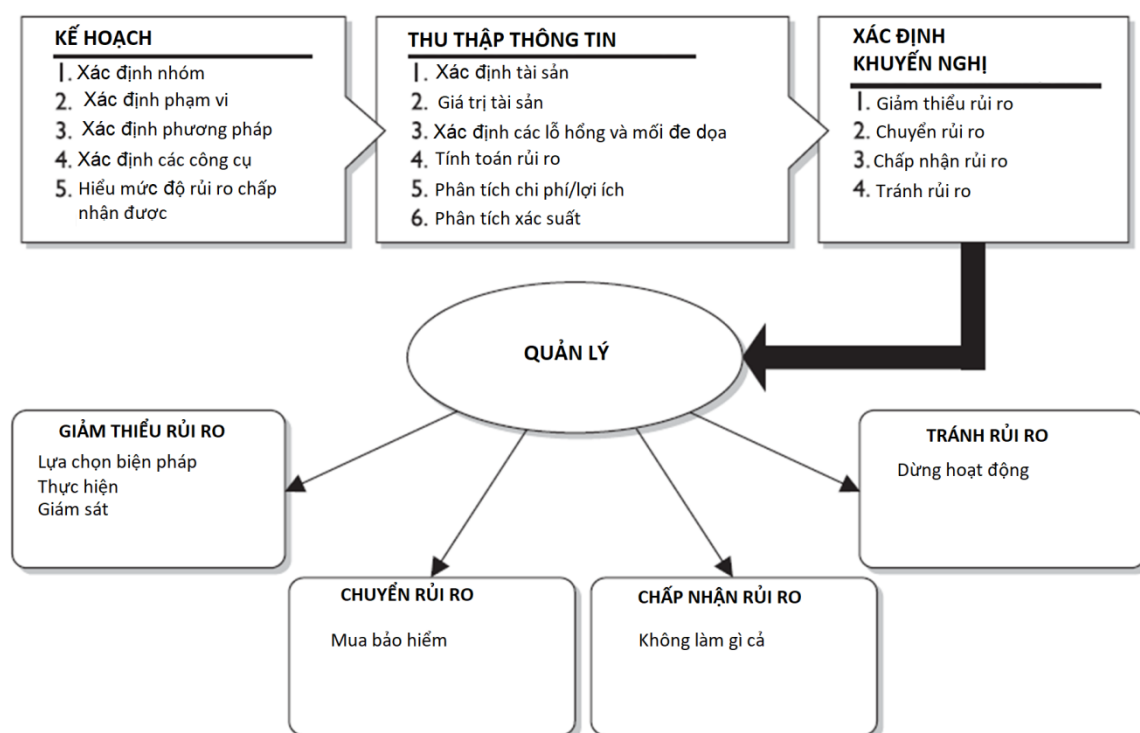 KẾ HOẠCH
1. Xác định nhóm
2. Xác định phạm vi
3. Xác định phương pháp
4. Xác định các công cụ
5. Hiểu mức độ rủi ro chấp
nhận được
THU THẬP THÔNG TIN
1. Xác định tài sản
2. Giá trị tài sản
3. Xác định các lỗ hổng và mối đe dọa
4. Tính toán rủi ro
5. Phân tích chi phí/lợi ích
6. Phân tích xác suất
XÁC ĐỊNH
KHUYẾN NGHỊ
1. Giảm thiểu rủi ro
2. Chuyển rủi ro
3. Chấp nhận rủi ro
4. Tránh rủi ro
QUẢN LÝ
GIẢM THIỂU RỦI RO
Lựa chọn biện pháp
Thực hiện
Giám sát
CHUYỂN RỦI RO
Mua bảo hiểm
CHẤP NHẬN RỦI RO
Không làm gì cả
TRÁNH RỦI RO
Dừng hoạt động